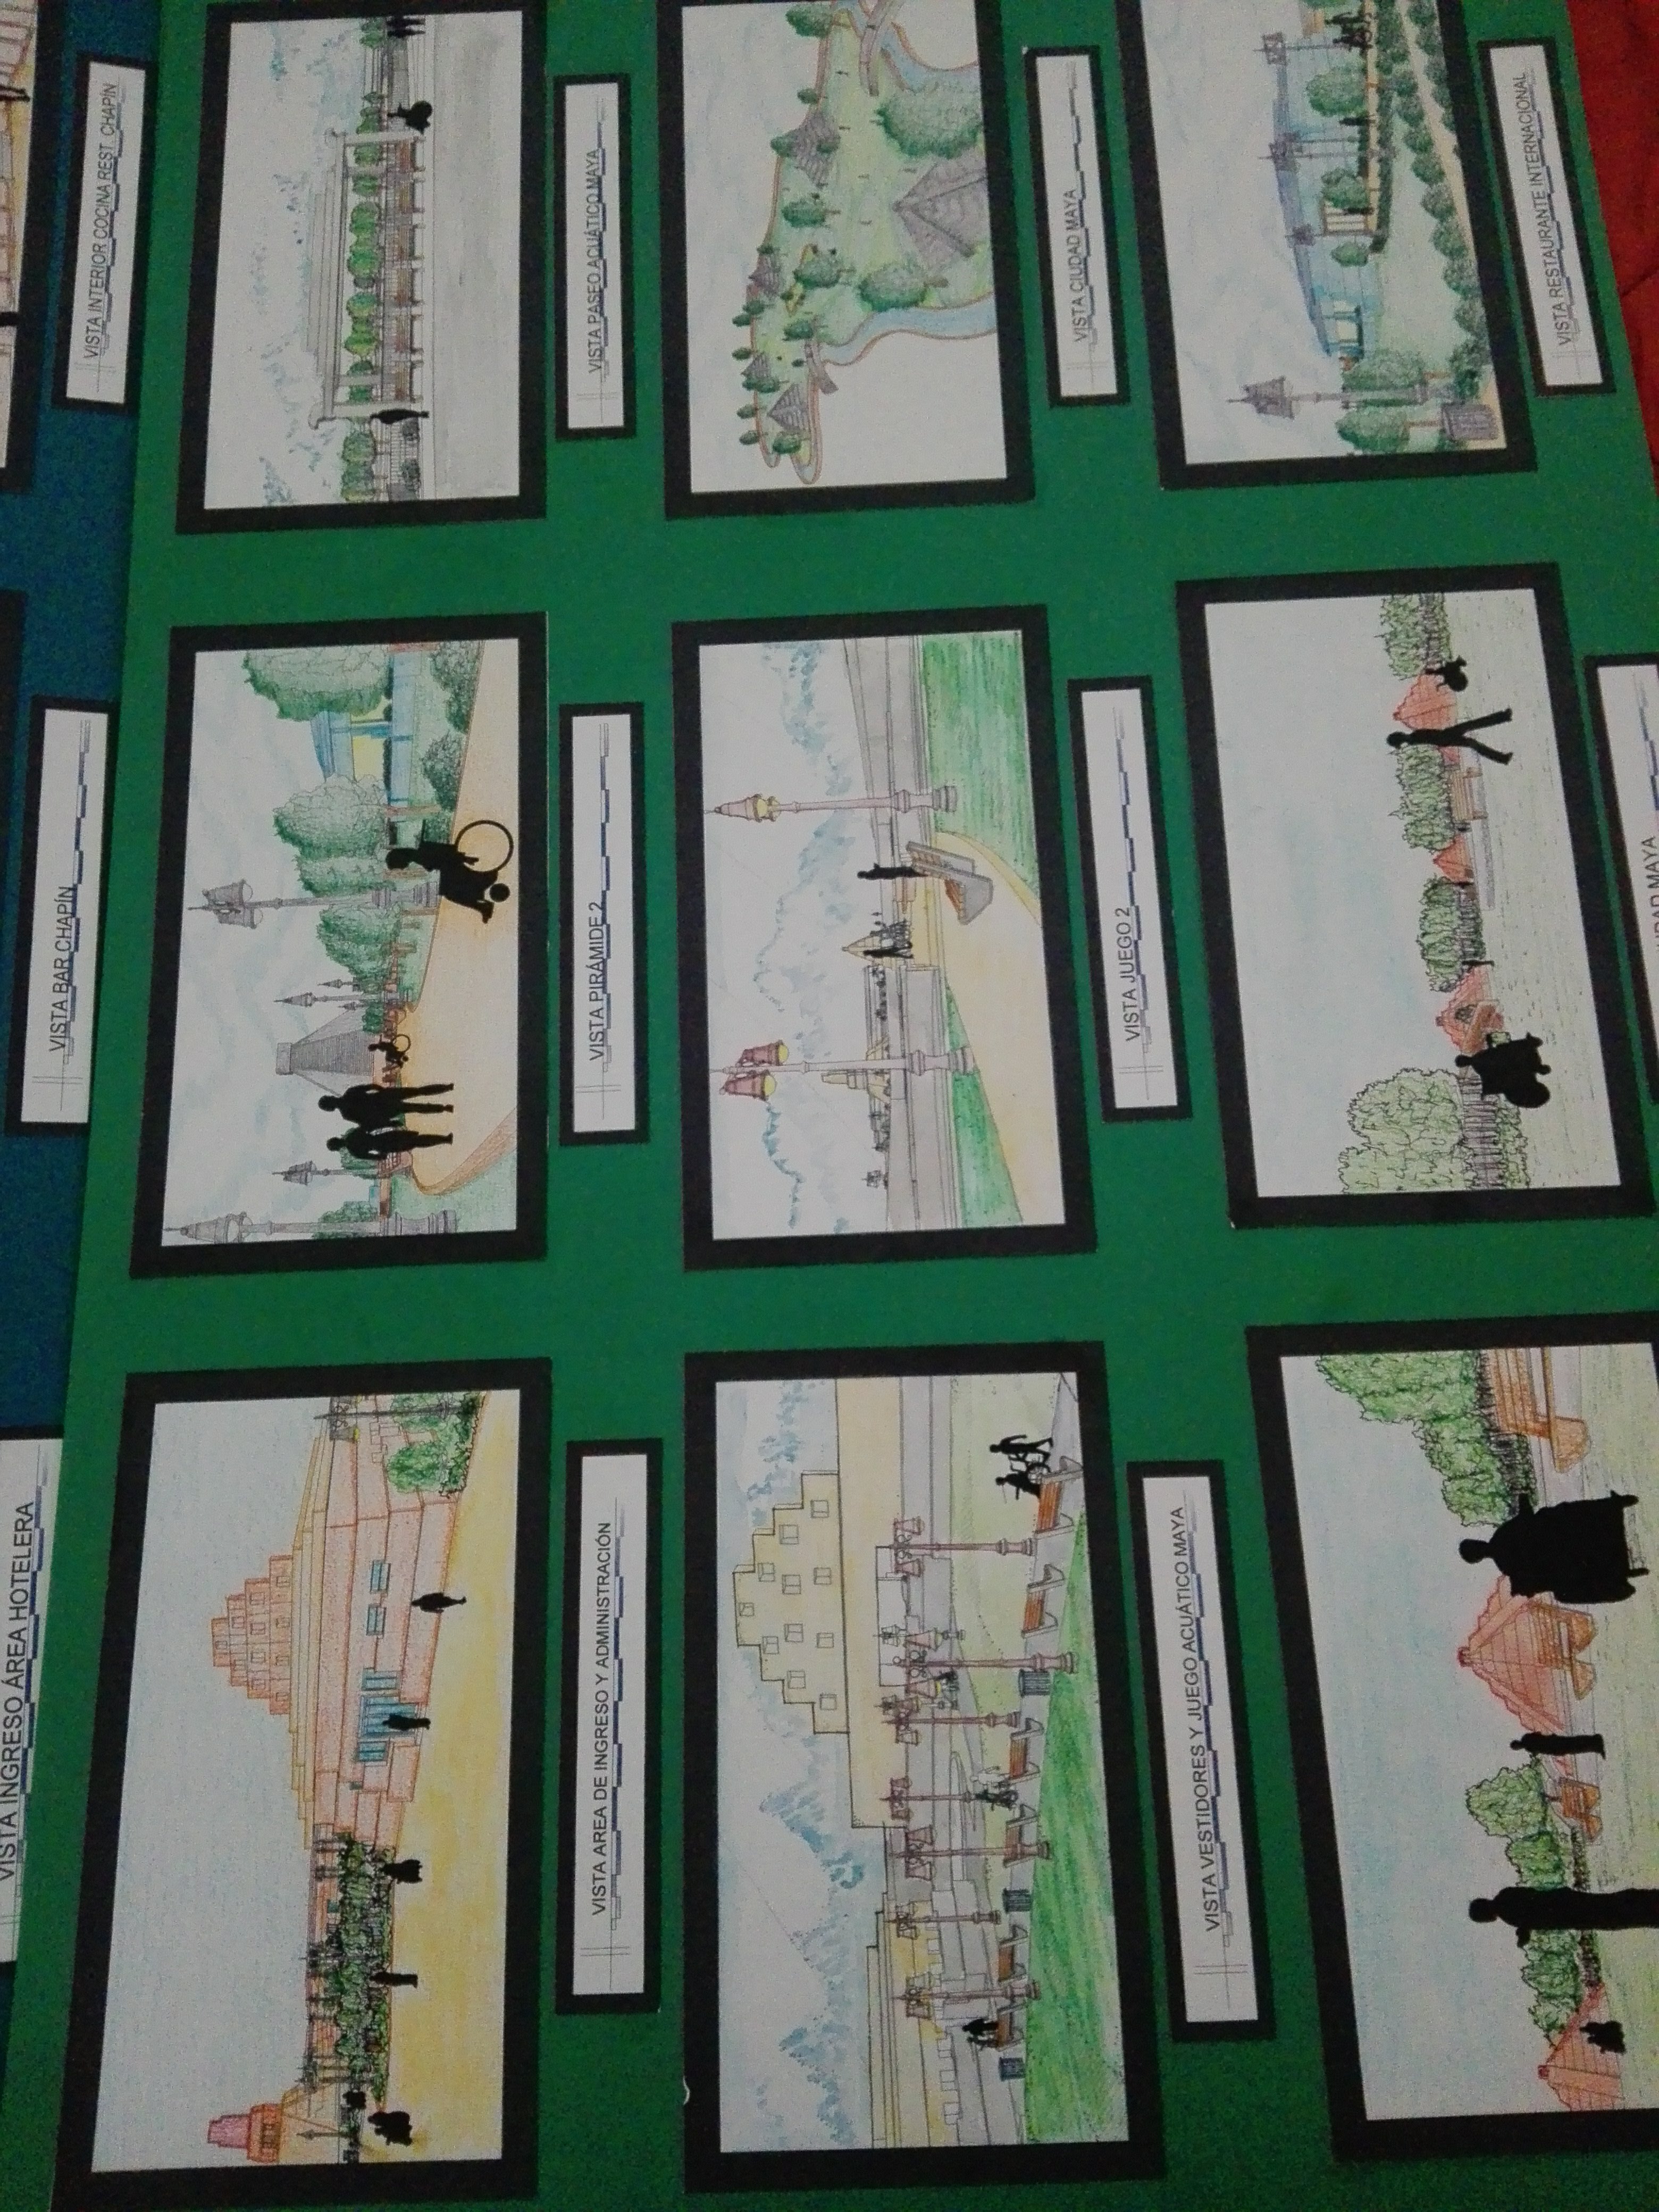 VISTA INGRESO ÁREA HOTELERA
VISTA BAR CHAPÍN
VISTA INTERIOR COCINA REST. CHAPÍN
VISTA AREA DE INGRESO Y ADMINISTRACIÓN
VISTA PIRÁMIDE 2
VISTA PASEO ACUÁTICO MAYA
VISTA VESTIDORES Y JUEGO ACUÁTICO MAYA
VISTA JUEGO 2
VISTA CIUDAD MAYA
MAYA
VISTA RESTAURANTE INTERNACIONAL